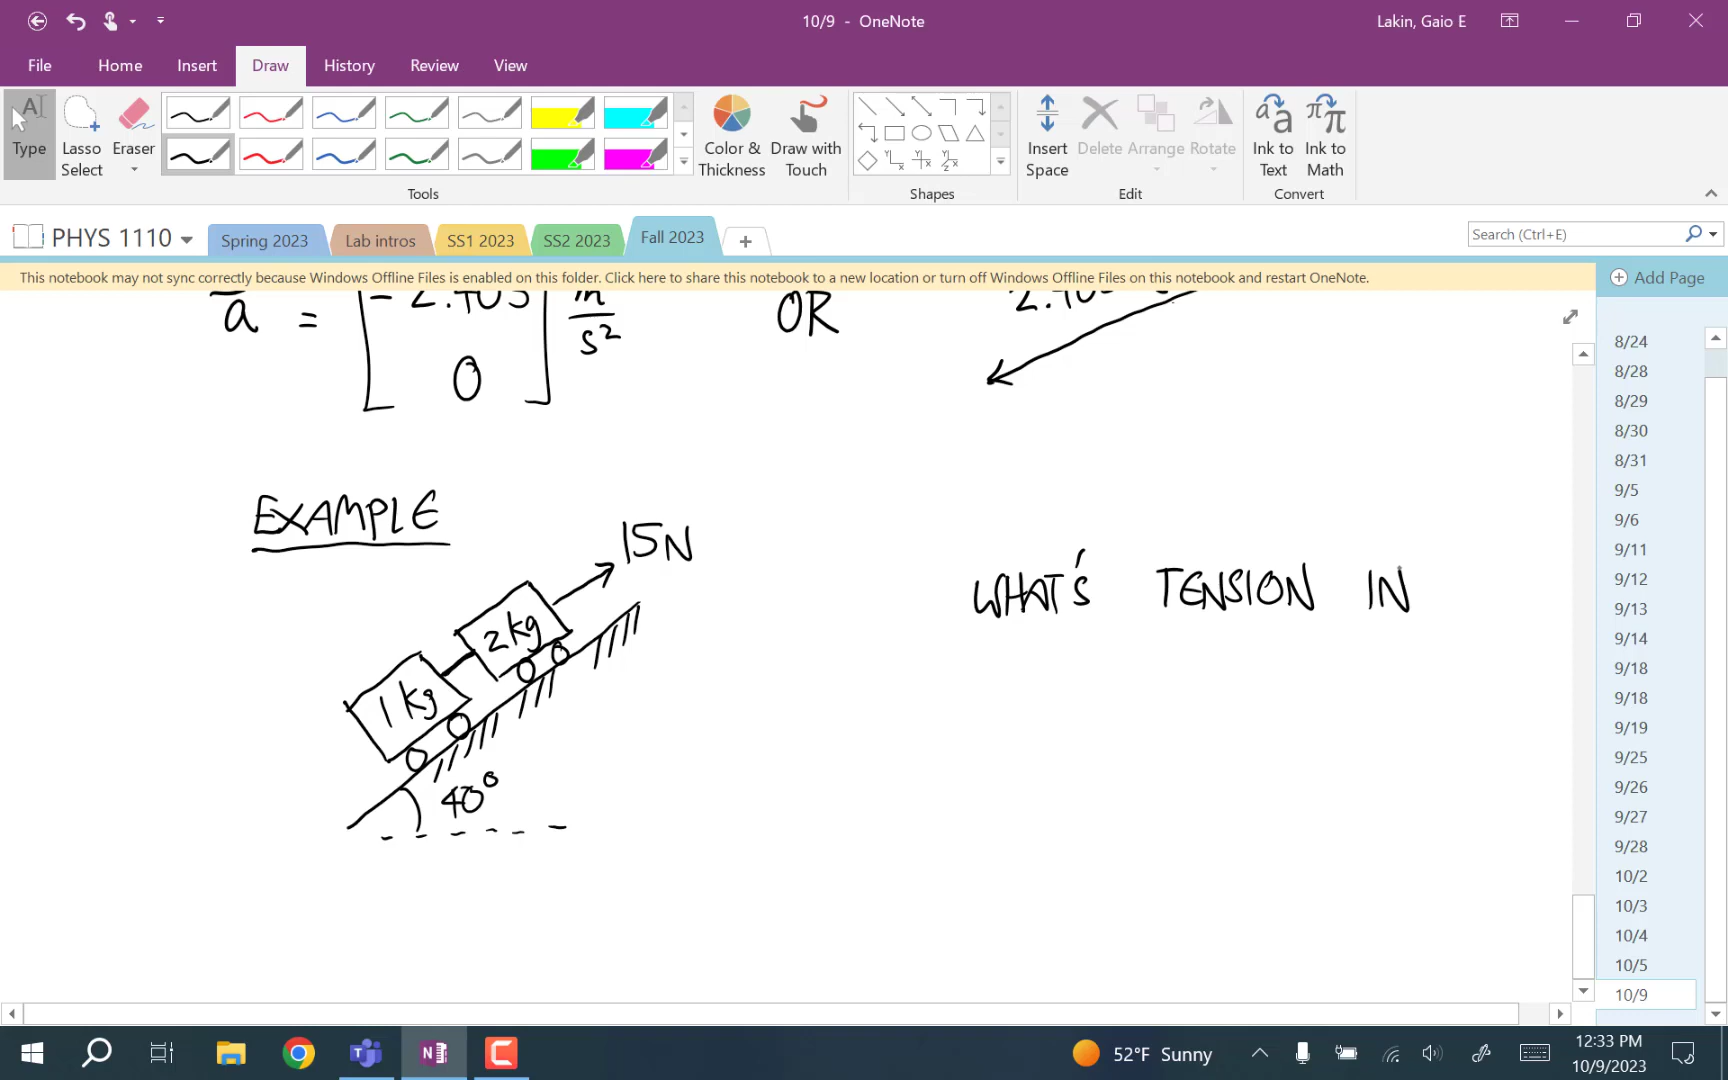 10/9 - OneNote
Lakin, Gaio E
File Home Insert Draw History Review View
Type
Lasso Select
Eraser
Color & Thickness
Draw with Touch
Insert Space
Delete
Arrange
Rotate
Ink to Text
Ink to Math
Tools
Shapes
Edit
Convert
PHYS 1110
Spring 2023
Lab intros
SS1 2023
SS2 2023
Fall 2023
Search (Ctrl+E)
This notebook may not sync correctly because Windows Offline Files is enabled on this folder. Click here to share this notebook to a new location or turn off Windows Offline Files on this notebook and restart OneNote.
Add Page
a = [ -2.403
0 ] m/s²
OR
EXAMPLE
15N
2 kg
1 kg
40°
WHAT'S TENSION IN
8/24
8/28
8/29
8/30
8/31
9/5
9/6
9/11
9/12
9/13
9/14
9/18
9/18
9/19
9/25
9/26
9/27
9/28
10/2
10/3
10/4
10/5
10/9
52°F Sunny
12:33 PM
10/9/2023